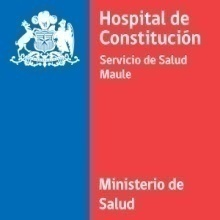 Hospital de
Constitución
Servicio de Salud
Maule
Ministerio de
Salud